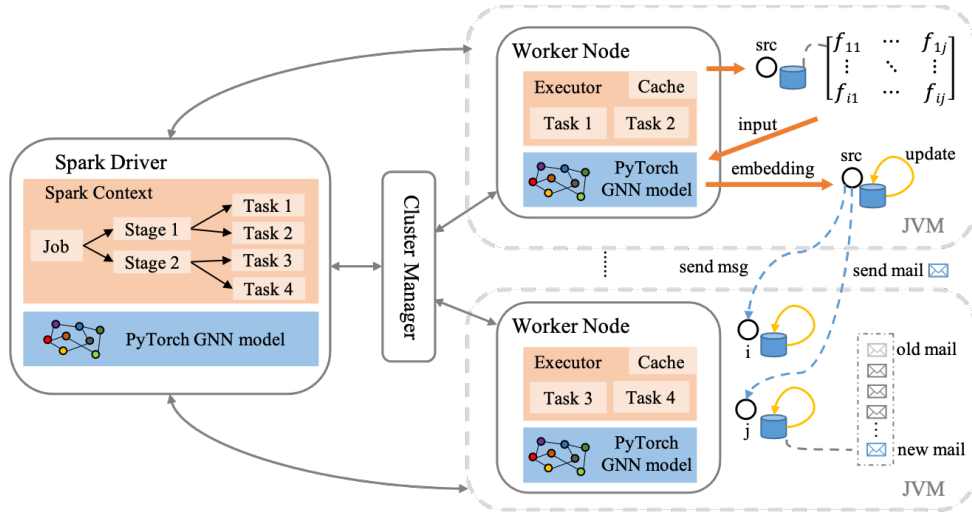 Spark Driver
Spark Context
Job
Stage 1
Stage 2
Task 1
Task 2
Task 3
Task 4
PyTorch GNN model
Cluster Manager
Worker Node
Executor
Cache
Task 1
Task 2
PyTorch
GNN model
src
f11 ⋯ f1j
⋮ ⋱ ⋮
fi1 ⋯ fij
input
embedding
src
update
JVM
send msg
send mail
Worker Node
Executor
Cache
Task 3
Task 4
PyTorch
GNN model
i
j
old mail
new mail
JVM